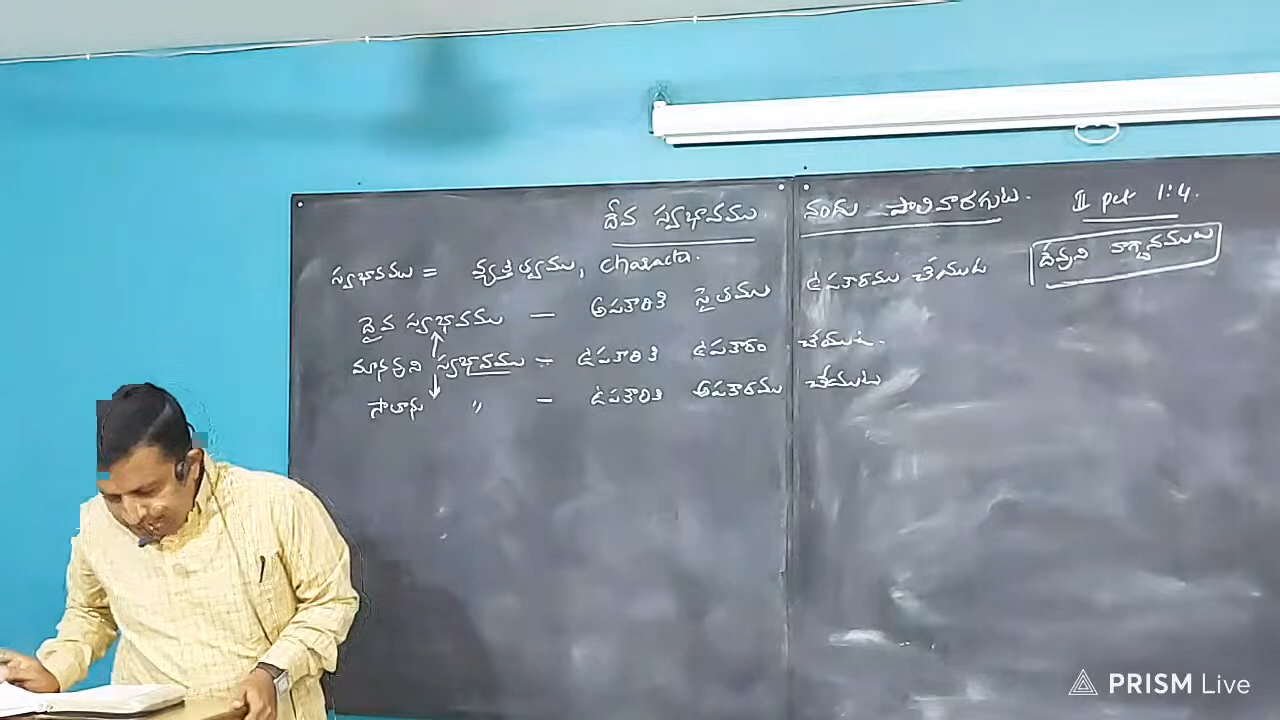 దేవ స్వభావము నందు పాలివారగుట. II pet 1:4.
దేవుని వాగ్దానములు
స్వభావము = వ్యక్తిత్వము, character.
దైవ స్వభావము — అపకారికి సైతము ఉపకారము చేయుట
మానవుని స్వభావము — ఉపకారికి ఉపకారం చేయుట.
సాతాను " — ఉపకారికి అపకారము చేయుట
PRISM Live